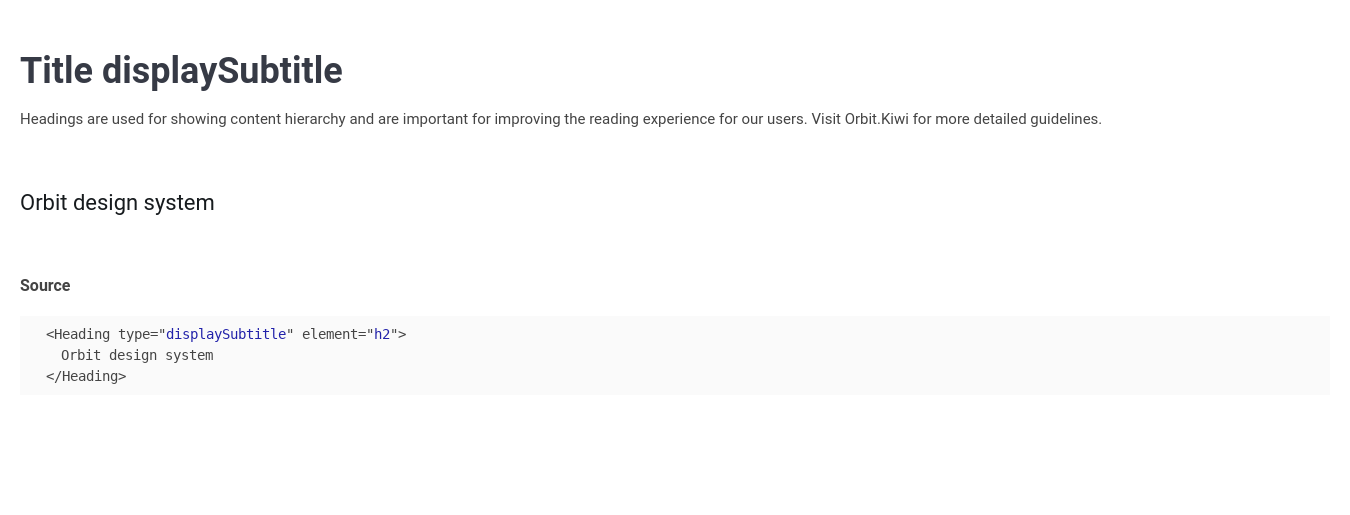 Title displaySubtitle
Headings are used for showing content hierarchy and are important for improving the reading experience for our users. Visit Orbit.Kiwi for more detailed guidelines.
Orbit design system
Source
<Heading type="displaySubtitle" element="h2">
  Orbit design system
</Heading>